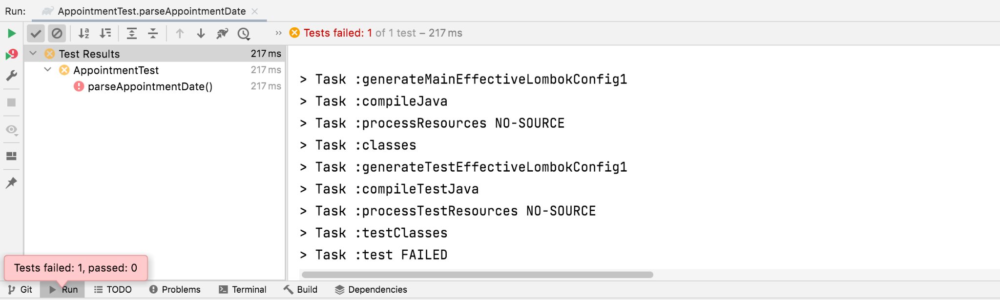 Run: AppointmentTest.parseAppointmentDate
Tests failed: 1 of 1 test – 217 ms
Test Results 217 ms
AppointmentTest 217 ms
parseAppointmentDate() 217 ms
> Task :generateMainEffectiveLombokConfig1
> Task :compileJava
> Task :processResources NO-SOURCE
> Task :classes
> Task :generateTestEffectiveLombokConfig1
> Task :compileTestJava
> Task :processTestResources NO-SOURCE
> Task :testClasses
> Task :test FAILED
Tests failed: 1, passed: 0
Git Run TODO Problems Terminal Build Dependencies